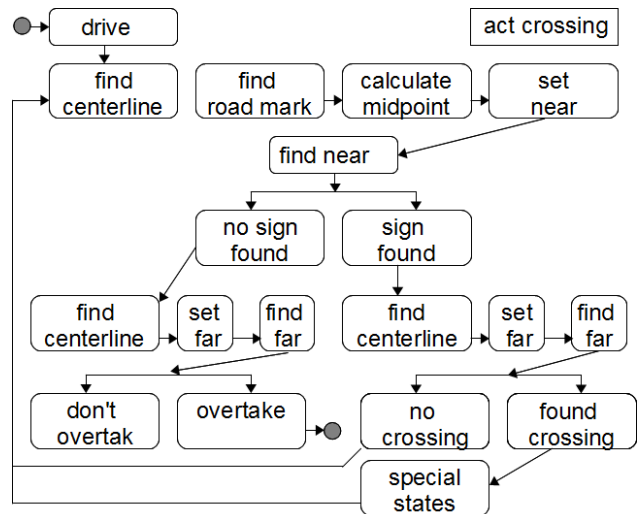 drive
act crossing
find
centerline
find
road mark
calculate
midpoint
set
near
find near
no sign
found
sign
found
find
centerline
set
far
find
far
find
centerline
set
far
find
far
don't
overtak
overtake
no
crossing
found
crossing
special
states